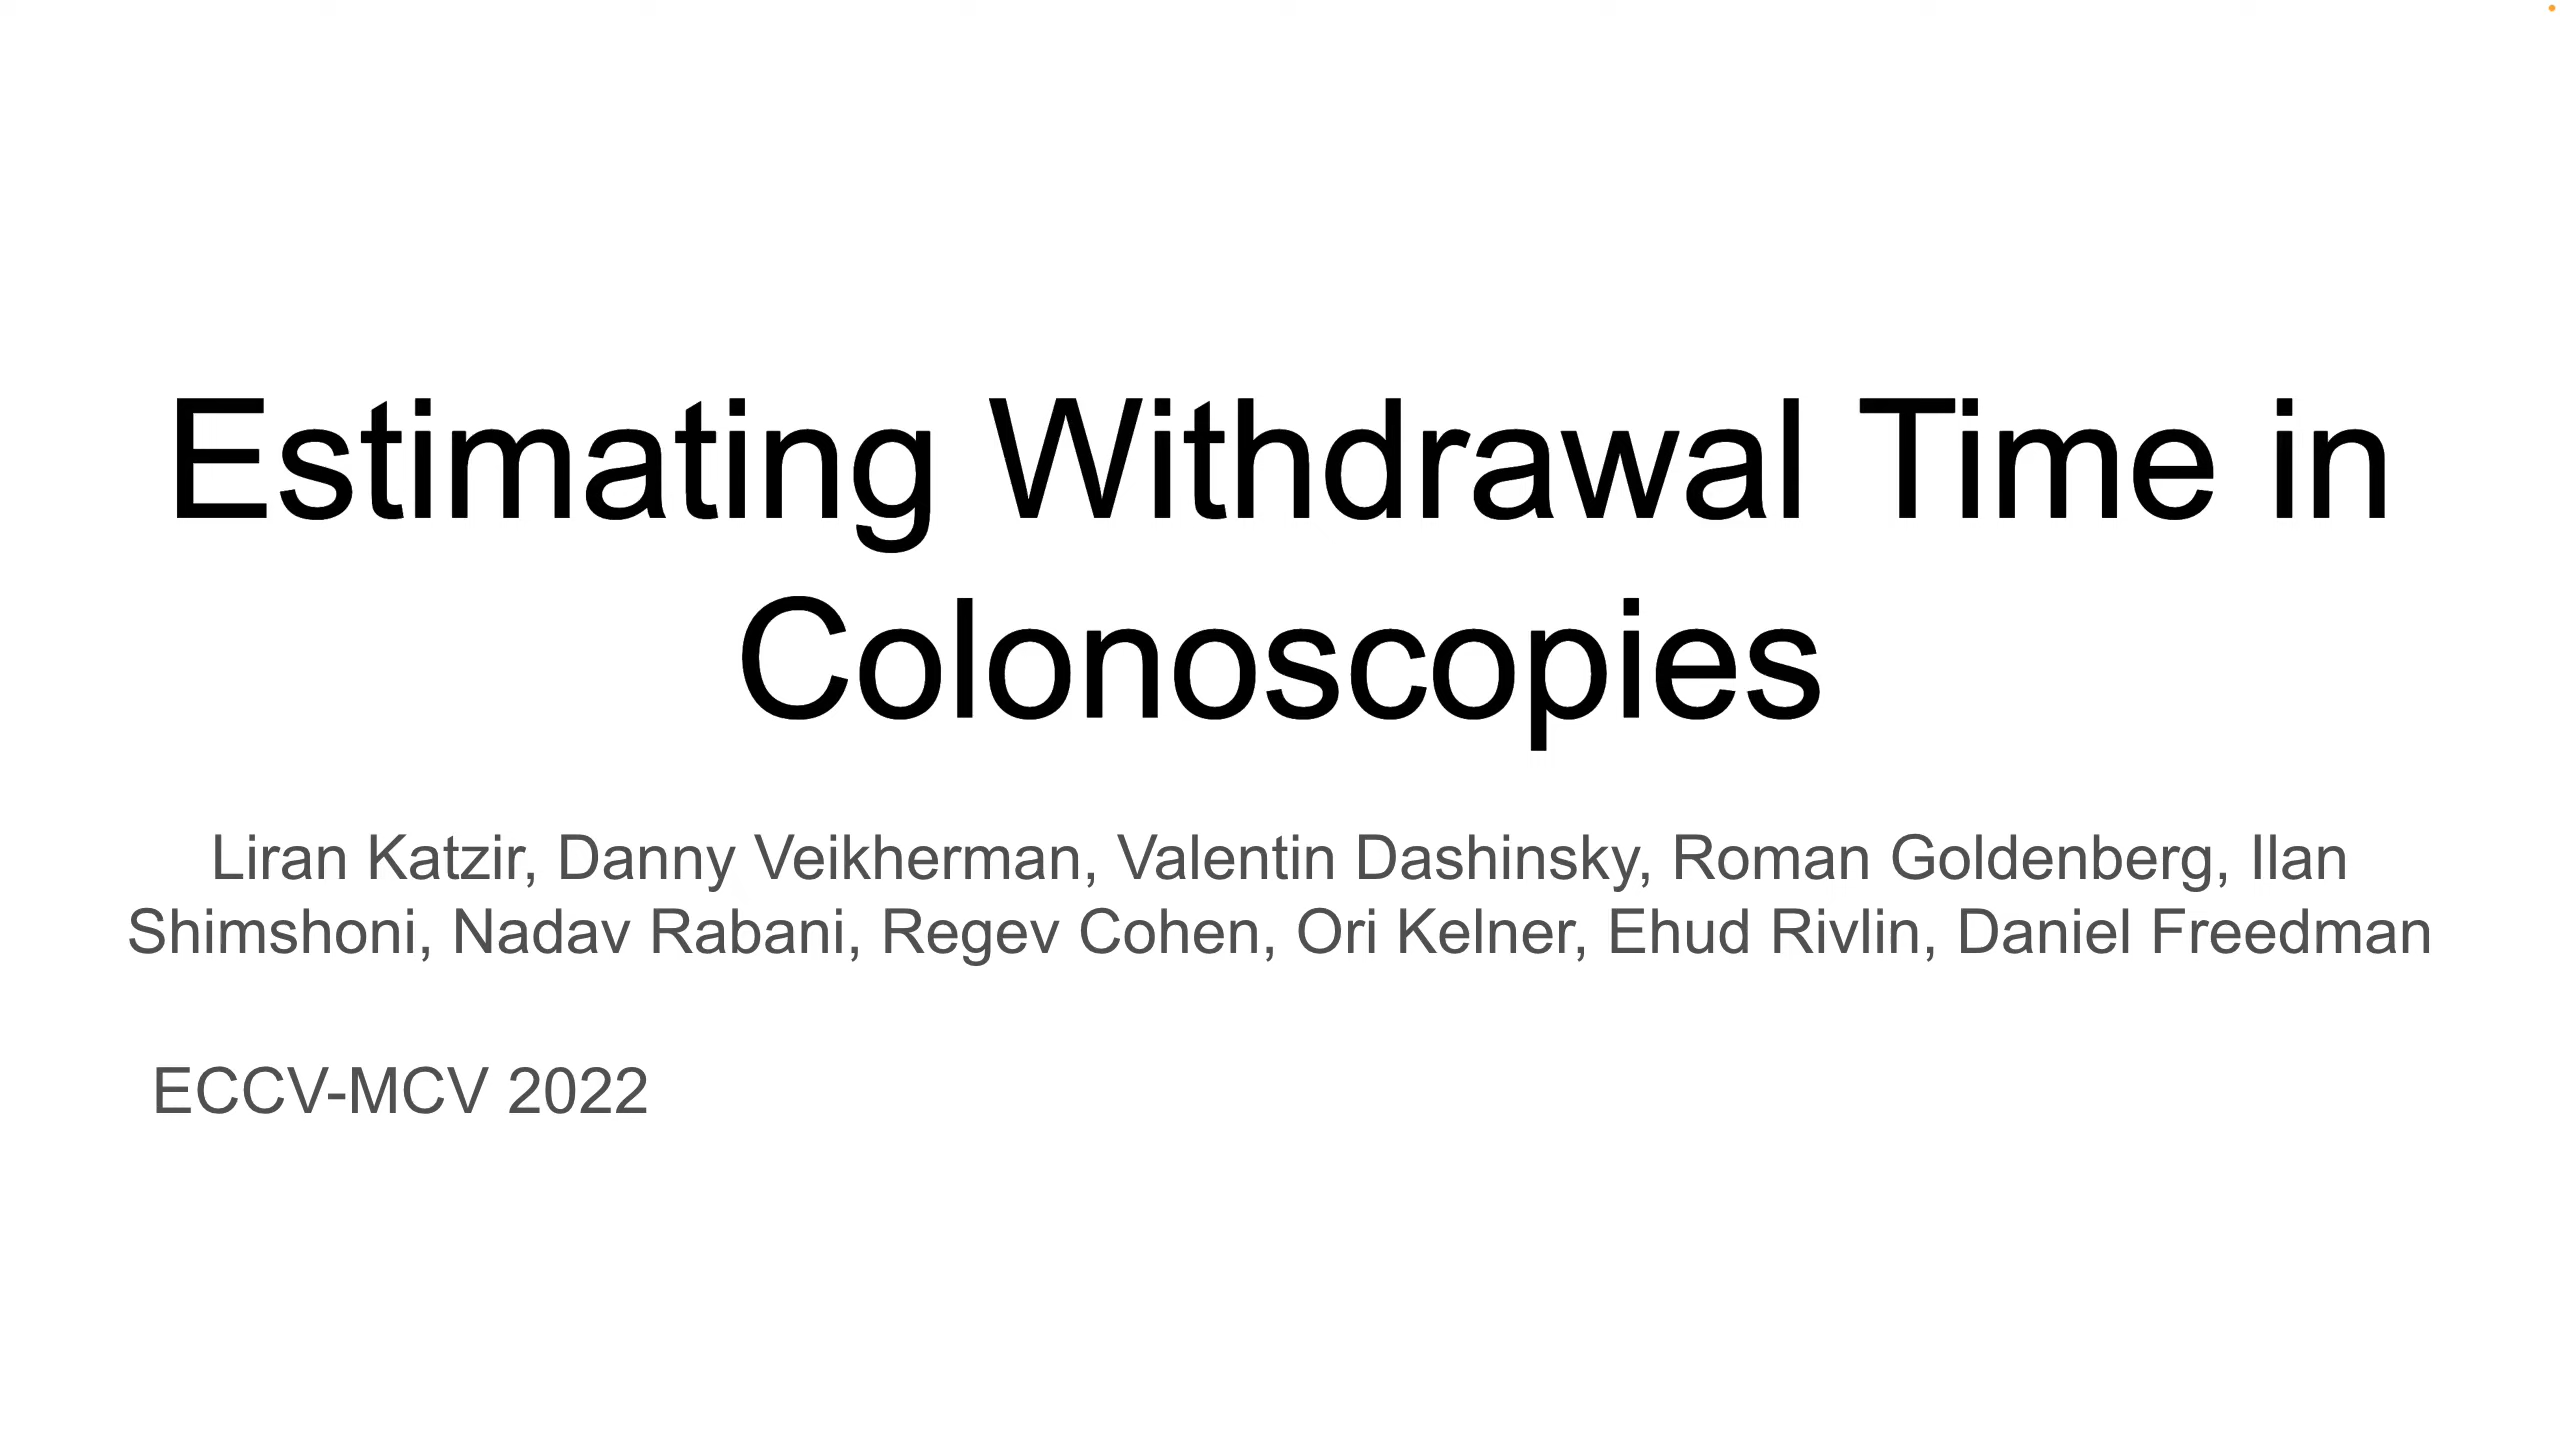 Estimating Withdrawal Time in
Colonoscopies
Liran Katzir, Danny Veikherman, Valentin Dashinsky, Roman Goldenberg, Ilan
Shimshoni, Nadav Rabani, Regev Cohen, Ori Kelner, Ehud Rivlin, Daniel Freedman
ECCV-MCV 2022